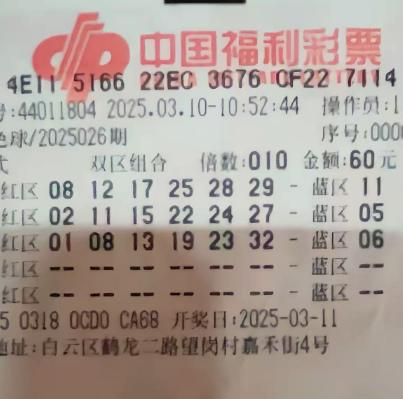 中国福利彩票
4E11 5166 22EC 3676 CF22 7114
号:44011804 2025.03.10-10:52:44 操作员:1
色球/2025026期 序号:000
式 双区组合 倍数:010 金额:60元
红区 08 12 17 25 28 29 - 蓝区 11
红区 02 11 15 22 24 27 - 蓝区 05
红区 01 08 13 19 23 32 - 蓝区 06
红区 -- -- -- -- -- -- - 蓝区 --
红区 -- -- -- -- -- -- - 蓝区 --
5 0318 0CD0 CA68 开奖日:2025-03-11
地址:白云区鹤龙二路望岗村嘉禾街4号